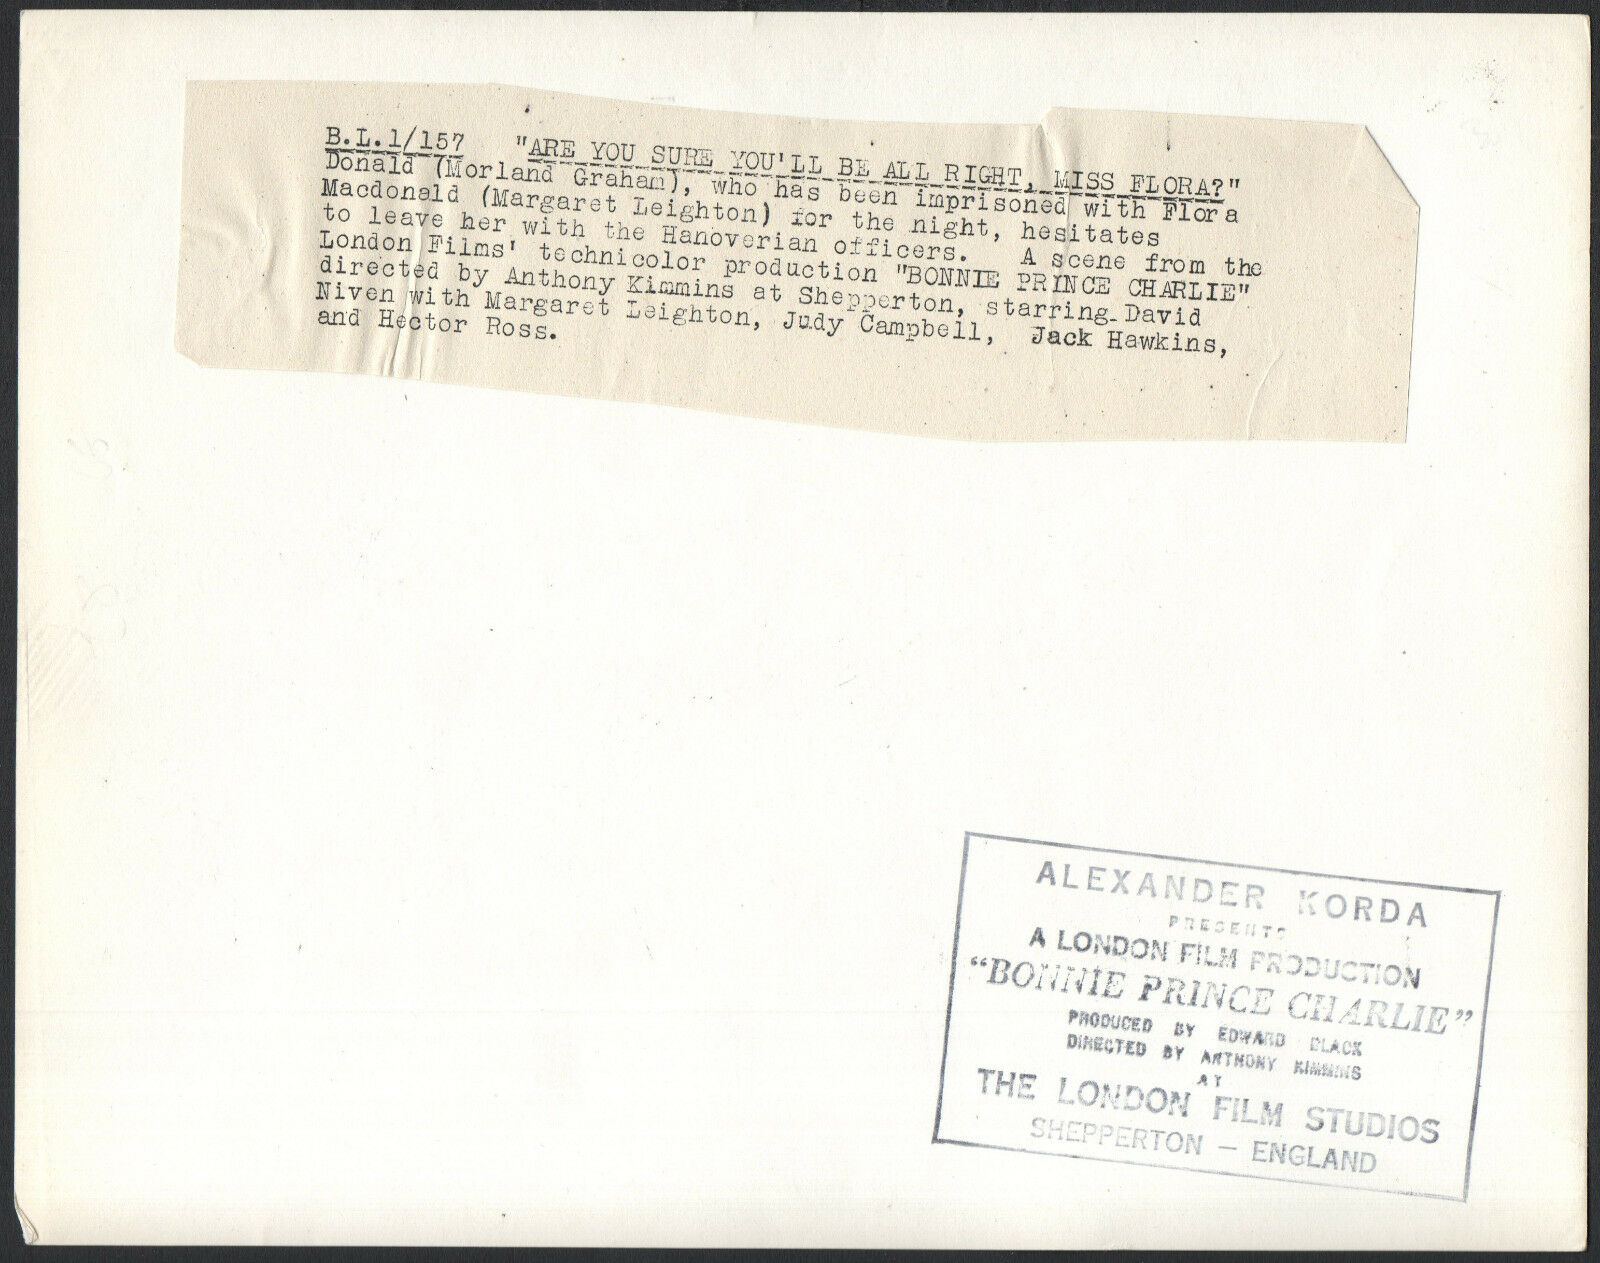 B.L.1/157 "ARE YOU SURE YOU'LL BE ALL RIGHT, MISS FLORA?"
Donald (Morland Graham), who has been imprisoned with Flora
Macdonald (Margaret Leighton) for the night, hesitates
to leave her with the Hanoverian officers. A scene from the
London Films' technicolor production "BONNIE PRINCE CHARLIE"
directed by Anthony Kimmins at Shepperton, starring David
Niven with Margaret Leighton, Judy Campbell, Jack Hawkins,
and Hector Ross.
ALEXANDER KORDA
PRESENTS
A LONDON FILM PRODUCTION
“BONNIE PRINCE CHARLIE”
PRODUCED BY EDWARD BLACK
DIRECTED BY ANTHONY KIMMINS
AT
THE LONDON FILM STUDIOS
SHEPPERTON — ENGLAND